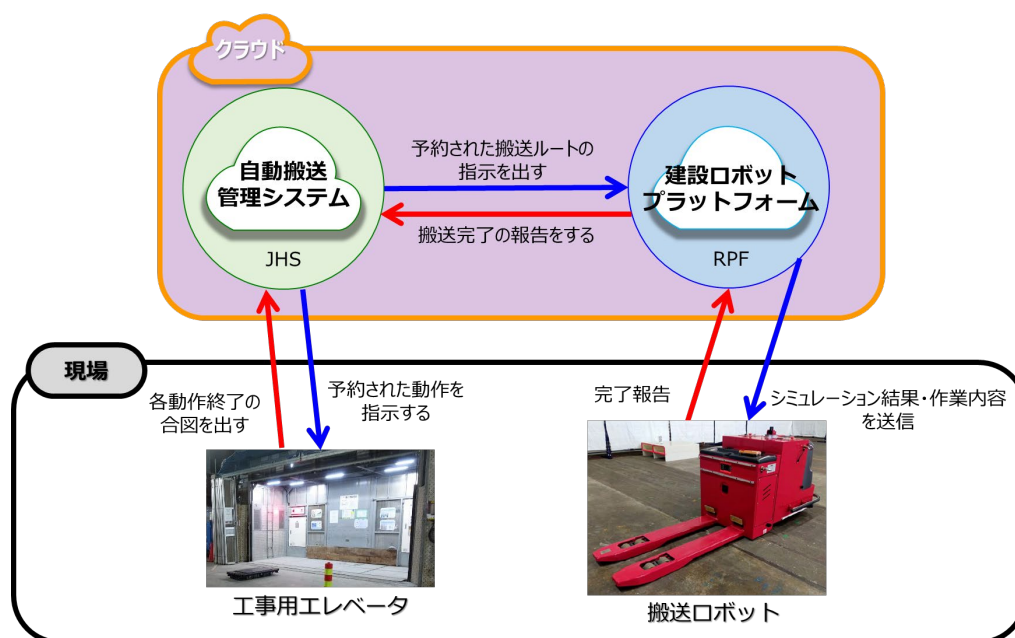 クラウド
自動搬送
管理システム
JHS
予約された搬送ルートの
指示を出す
搬送完了の報告をする
建設ロボット
プラットフォーム
RPF
現場
各動作終了の
合図を出す
予約された動作を
指示する
完了報告
シミュレーション結果・作業内容
を送信
工事用エレベータ
搬送ロボット